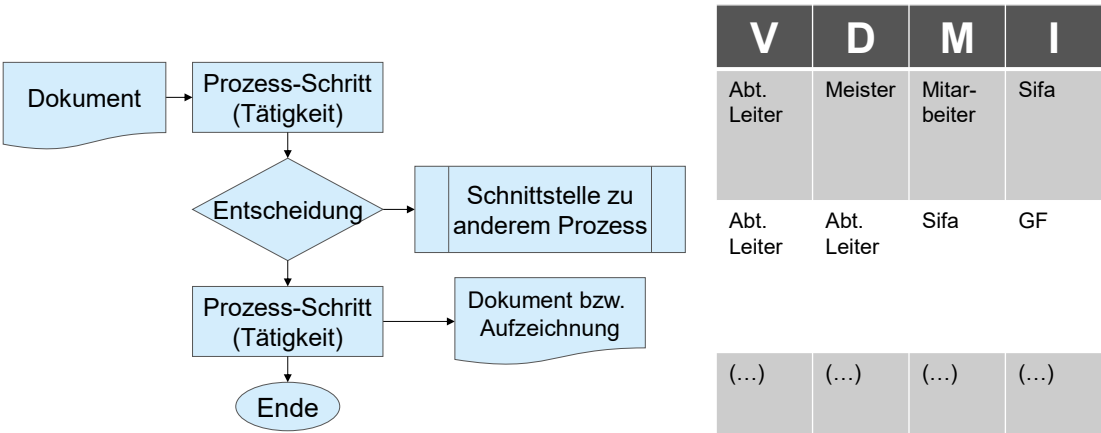 Dokument
Prozess-Schritt
(Tätigkeit)
Entscheidung
Schnittstelle zu
anderem Prozess
Prozess-Schritt
(Tätigkeit)
Dokument bzw.
Aufzeichnung
Ende
V D M I
Abt.
Leiter
Meister
Mitar-
beiter
Sifa
Abt.
Leiter
Abt.
Leiter
Sifa
GF
(…) (…) (…) (…)